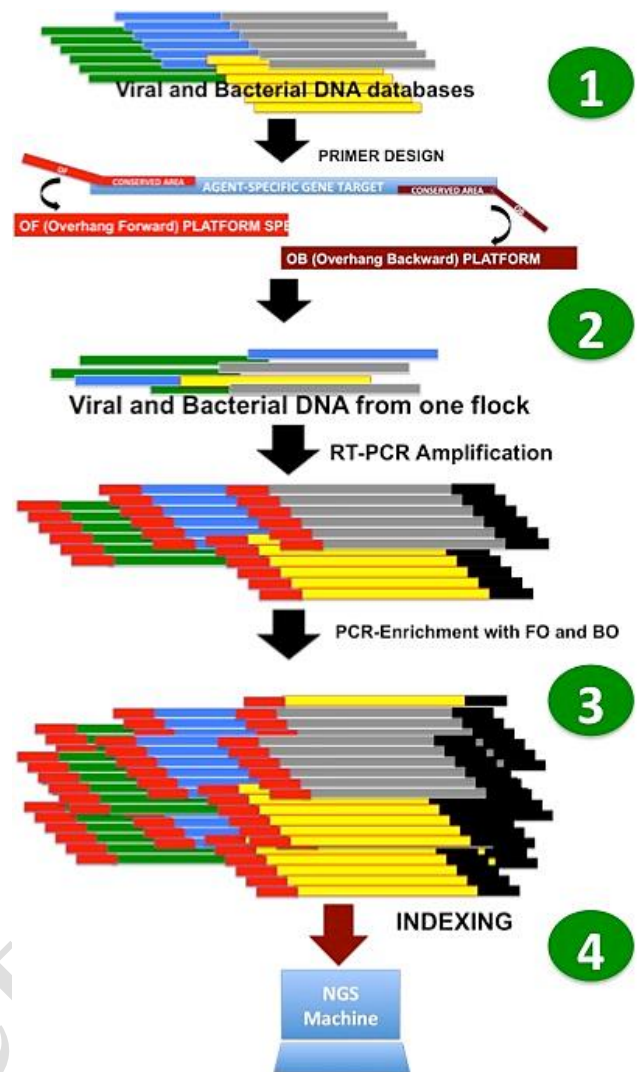 Viral and Bacterial DNA databases
1
PRIMER DESIGN
OF
CONSERVED AREA
AGENT-SPECIFIC GENE TARGET
CONSERVED AREA
OB
OF (Overhang Forward) PLATFORM SPE
OB (Overhang Backward) PLATFORM
2
Viral and Bacterial DNA from one flock
RT-PCR Amplification
PCR-Enrichment with FO and BO
3
INDEXING
4
NGS
Machine